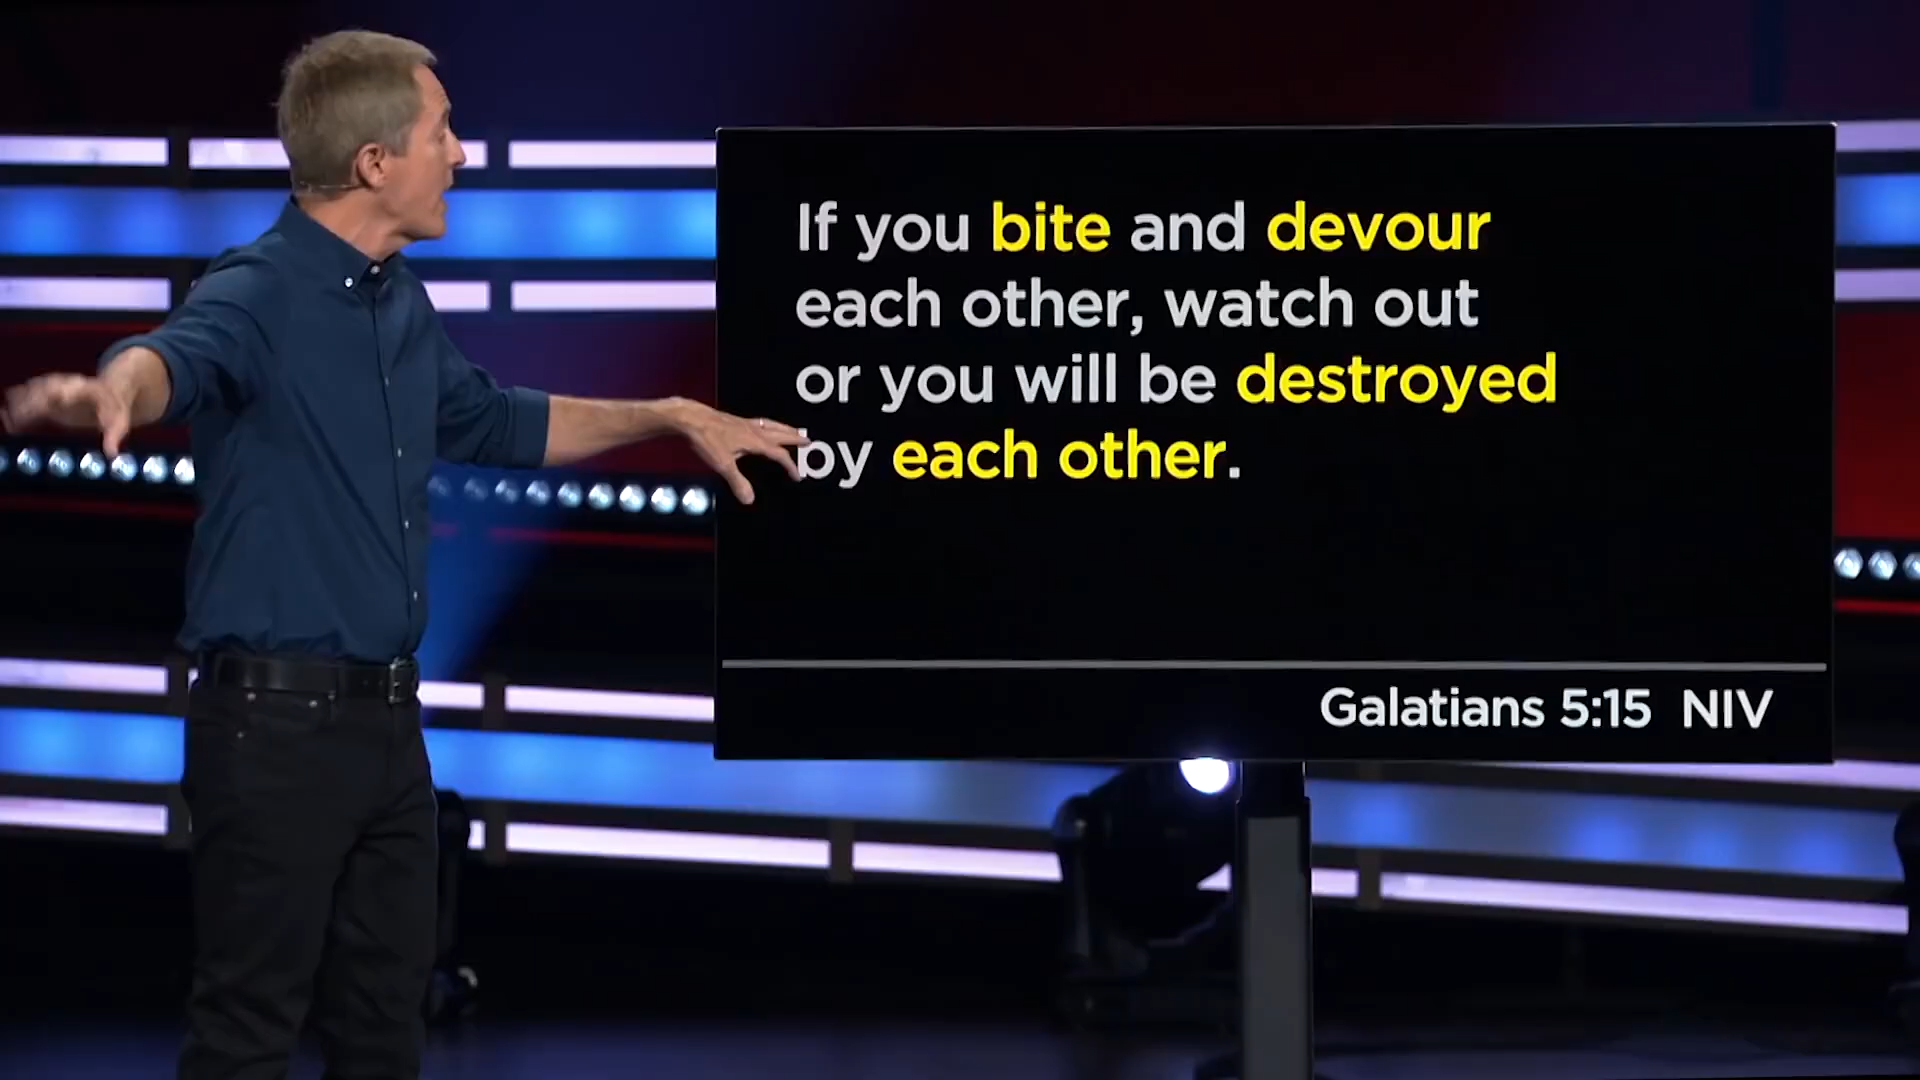 If you bite and devour
each other, watch out
or you will be destroyed
by each other.
Galatians 5:15 NIV